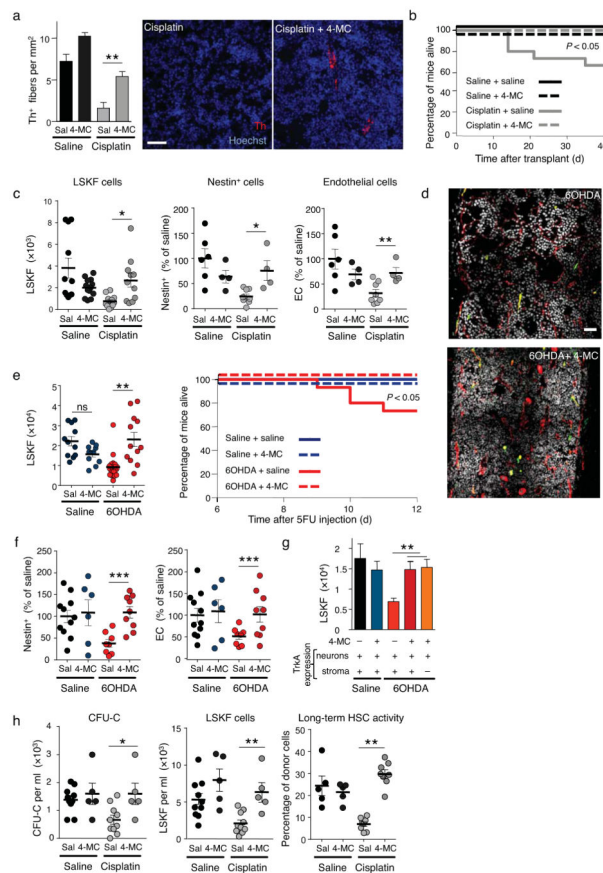 a
Th⁺ fibers per mm²
15
10
5
0
**
Sal 4-MC Sal 4-MC
Saline Cisplatin
Cisplatin
Th
Hoechst
Cisplatin + 4-MC
b
Percentage of mice alive
100
80
60
40
20
0
P < 0.05
Saline + saline
Saline + 4-MC
Cisplatin + saline
Cisplatin + 4-MC
0 10 20 30 40
Time after transplant (d)
c
LSKF cells
LSKF (×10³)
10
8
6
4
2
0
*
Sal 4-MC Sal 4-MC
Saline Cisplatin
Nestin⁺ cells
Nestin⁺ (% of saline)
200
150
100
50
0
*
Sal 4-MC Sal 4-MC
Saline Cisplatin
Endothelial cells
EC (% of saline)
200
150
100
50
0
**
Sal 4-MC Sal 4-MC
Saline Cisplatin
d
6OHDA
6OHDA+ 4-MC
e
LSKF (×10⁴)
5
4
3
2
1
0
ns
**
Sal 4-MC Sal 4-MC
Saline 6OHDA
Percentage of mice alive
100
80
60
40
20
0
P < 0.05
Saline + saline
Saline + 4-MC
6OHDA + saline
6OHDA + 4-MC
6 8 10 12
Time after 5FU injection (d)
f
Nestin⁺ (% of saline)
200
150
100
50
0
***
Sal 4-MC Sal 4-MC
Saline 6OHDA
EC (% of saline)
200
150
100
50
0
***
Sal 4-MC Sal 4-MC
Saline 6OHDA
g
LSKF (×10⁴)
2
1.5
1
0.5
0
**
4-MC - + - + +
TrkA expression
neurons + + + + +
stroma + + + + −
Saline 6OHDA
h
CFU-C
CFU-C per ml (×10³)
4
3
2
1
0
*
Sal 4-MC Sal 4-MC
Saline Cisplatin
LSKF cells
LSKF per ml (×10³)
15
10
5
0
**
Sal 4-MC Sal 4-MC
Saline Cisplatin
Long-term HSC activity
Percentage of donor cells
50
40
30
20
10
0
**
Sal 4-MC Sal 4-MC
Saline Cisplatin